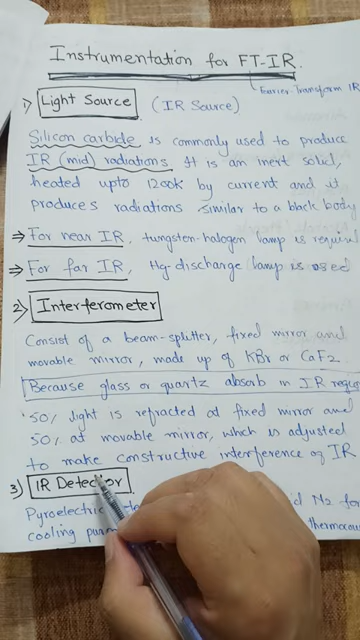 Instrumentation for FT-IR.
Fourier-Transform IR
1) Light Source (IR Source)
Silicon carbide is commonly used to produce
IR (mid) radiations. It is an inert solid,
heated upto 1200K by current and it
produces radiations similar to a black body
⇒ For near IR, tungsten-halogen lamp is required
⇒ For far IR, Hg-discharge lamp is used
2) Interferometer
Consist of a beam-splitter, fixed mirror and
movable mirror, made up of KBr or CaF2.
Because glass or quartz absorb in IR region
50% light is refracted at fixed mirror and
50% at movable mirror, which is adjusted
to make constructive interference of IR
3) IR Detector
Pyroelectric N2 for
cooling